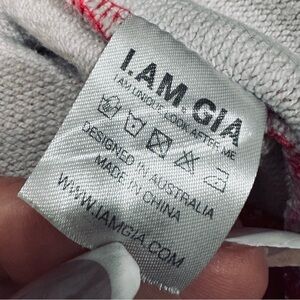 I.AM.GIA
I AM UNIQUE LOOK AFTER ME
DESIGNED IN AUSTRALIA
MADE IN CHINA
WWW.IAMGIA.COM